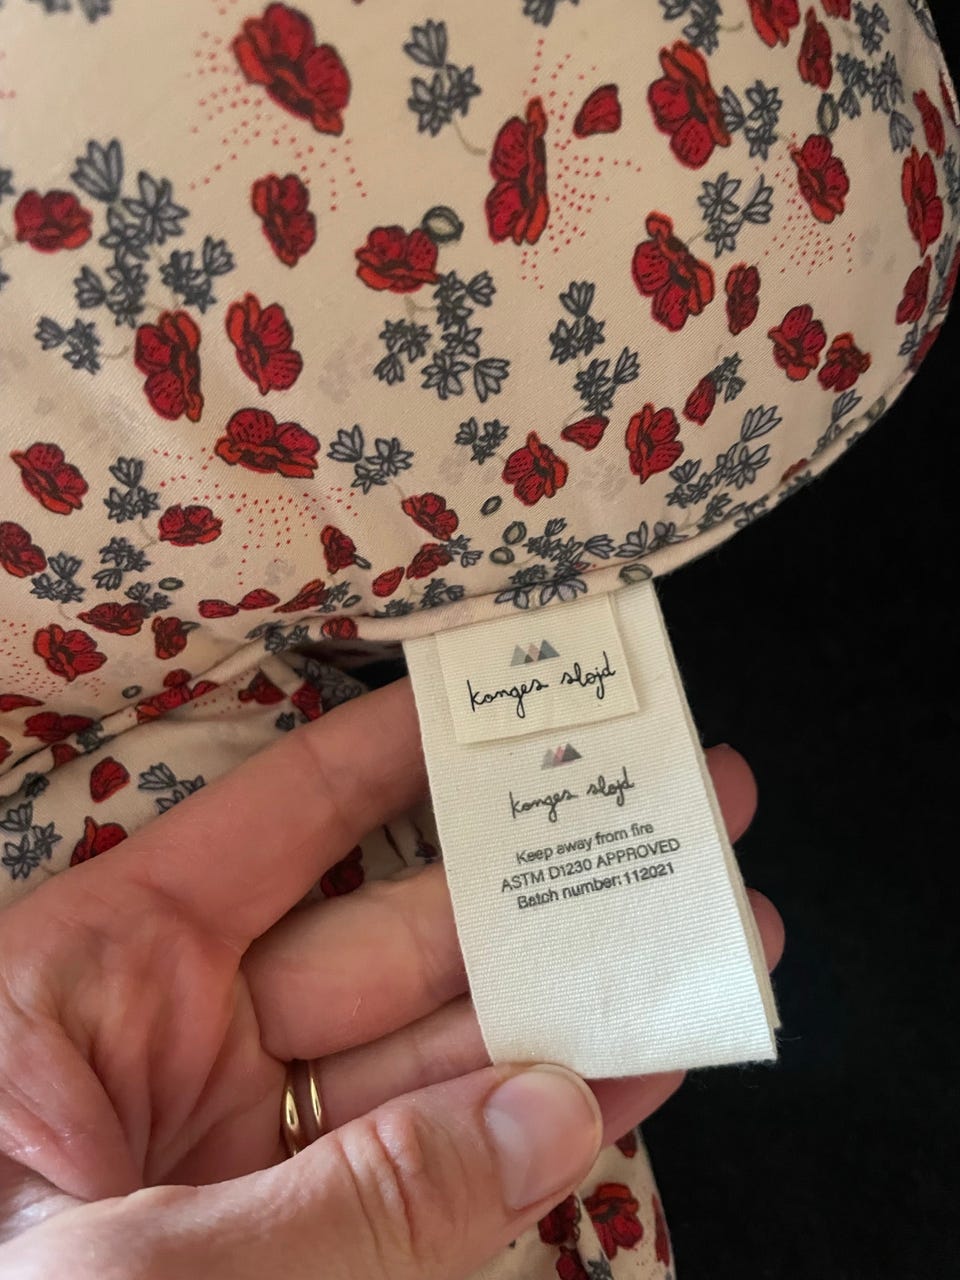 konges sløjd
konges sløjd
Keep away from fire
ASTM D1230 APPROVED
Batch number: 112021